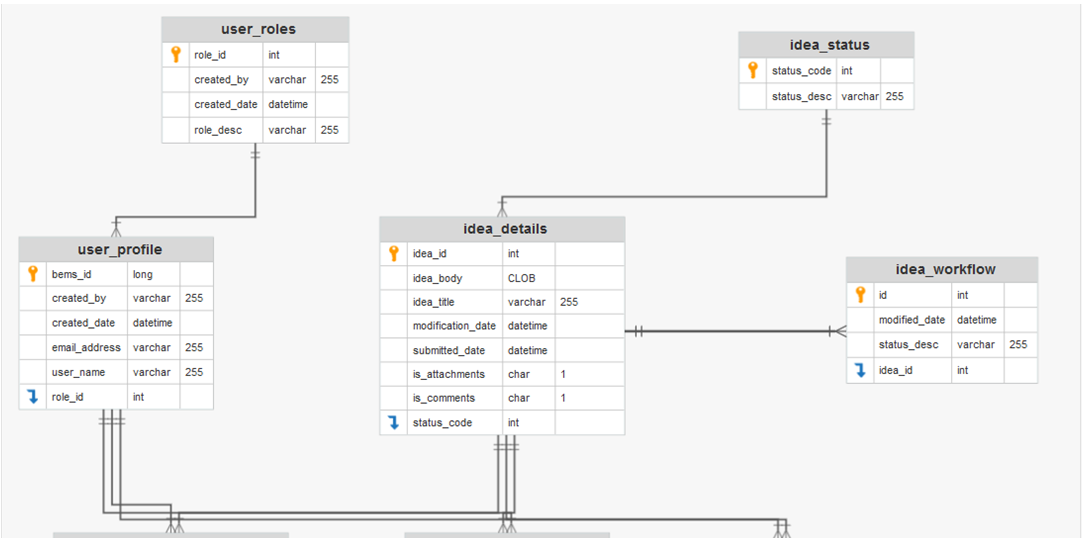 user_roles
role_id int
created_by varchar 255
created_date datetime
role_desc varchar 255
idea_status
status_code int
status_desc varchar 255
user_profile
bems_id long
created_by varchar 255
created_date datetime
email_address varchar 255
user_name varchar 255
role_id int
idea_details
idea_id int
idea_body CLOB
idea_title varchar 255
modification_date datetime
submitted_date datetime
is_attachments char 1
is_comments char 1
status_code int
idea_workflow
id int
modified_date datetime
status_desc varchar 255
idea_id int